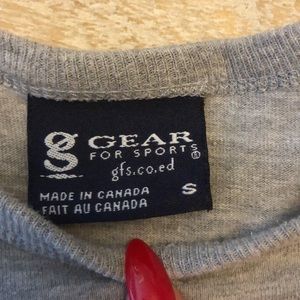 g GEAR
FOR SPORTS®
gfs.co.ed
MADE IN CANADA
FAIT AU CANADA
S